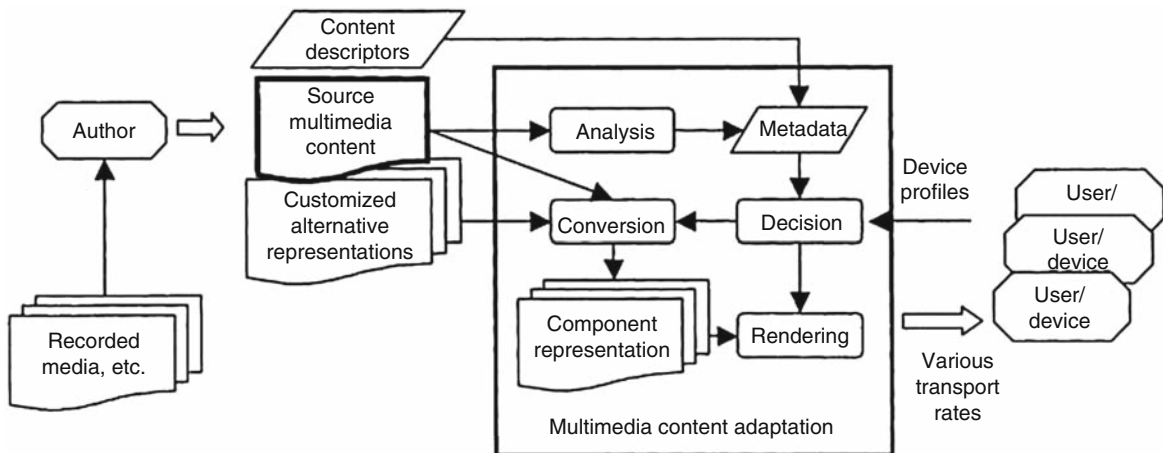 Content
descriptors
Source
multimedia
content
Author
Analysis
Metadata
Customized
alternative
representations
Conversion
Decision
Device
profiles
User/
User/
device
User/
device
Recorded
media, etc.
Component
representation
Rendering
Various
transport
rates
Multimedia content adaptation